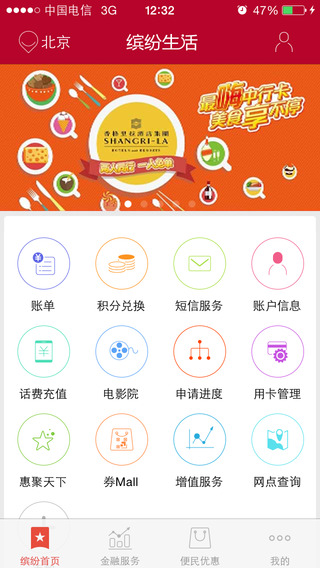 中国电信 3G 12:32 47%
北京 缤纷生活
香格里拉酒店集团
SHANGRI-LA
HOTELS and RESORTS
两人同行 一人免单
最嗨中行卡
美食享不停
账单 积分兑换 短信服务 账户信息
话费充值 电影院 申请进度 用卡管理
惠聚天下 券Mall 增值服务 网点查询
缤纷首页 金融服务 便民优惠 我的